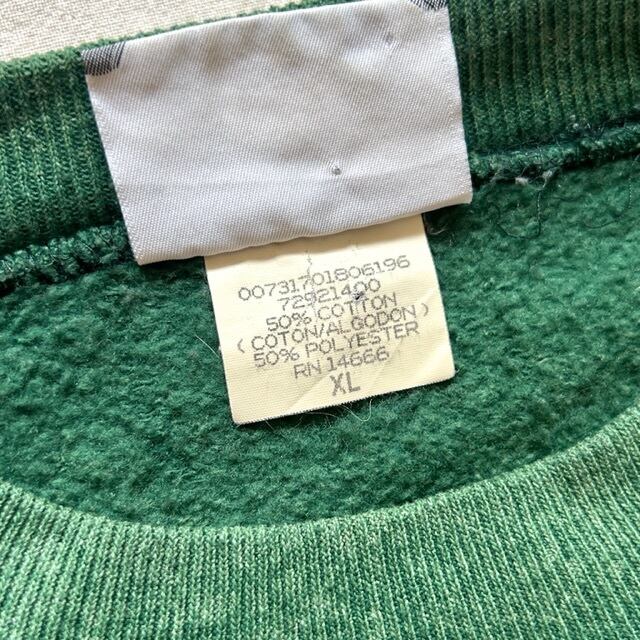 00731701806196
72921400
50% COTTON
(COTON/ALGODON)
50% POLYESTER
RN 14666
XL